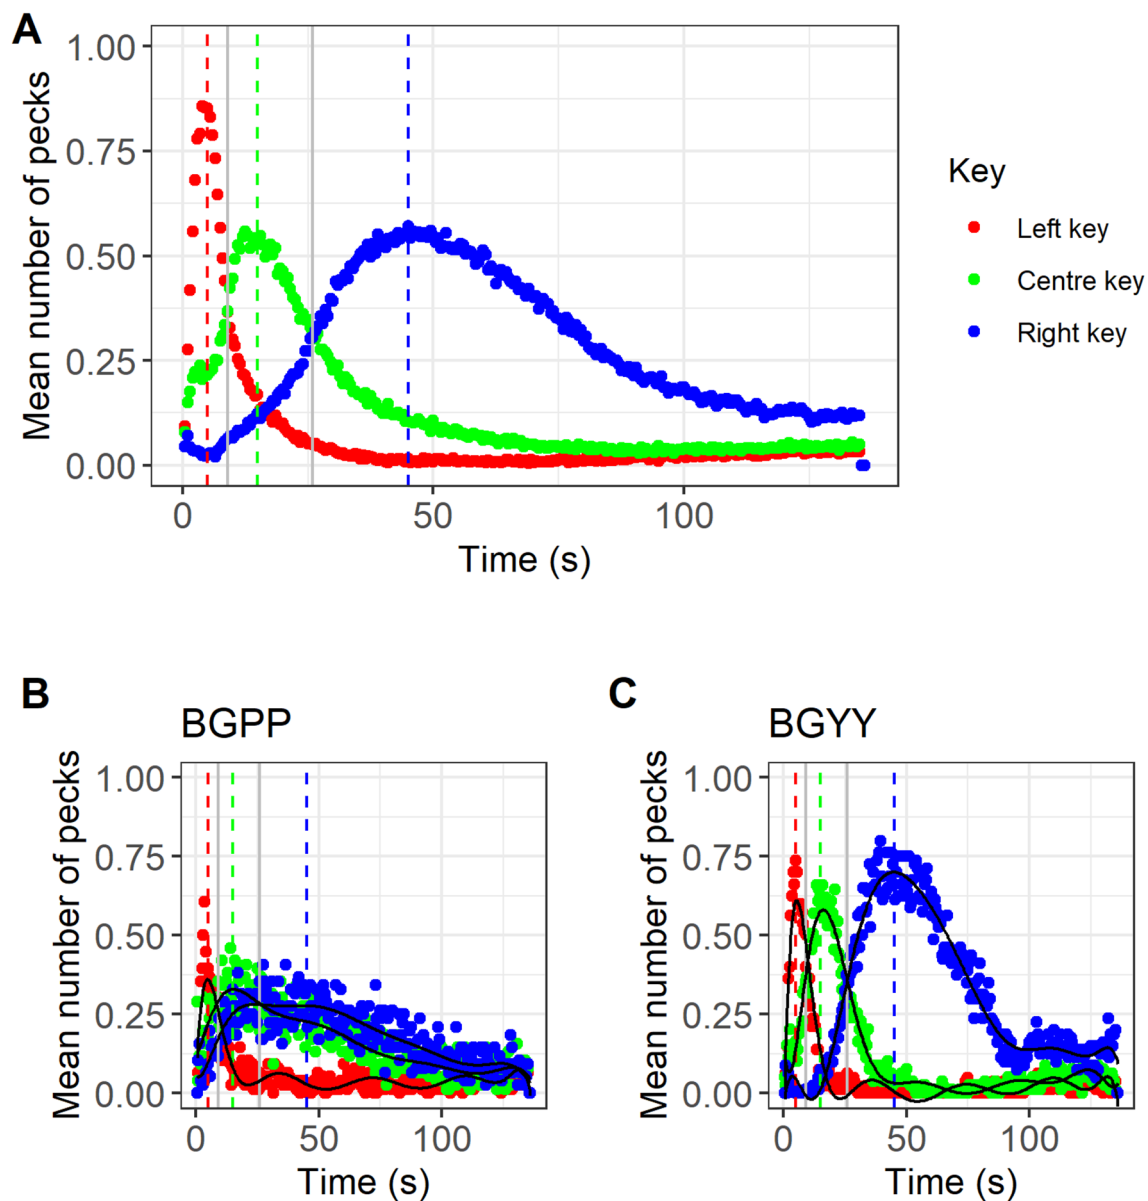 A
1.00
0.75
0.50
0.25
0.00
Mean number of pecks
0 50 100
Time (s)
Key
Left key
Centre key
Right key
B
BGPP
1.00
0.75
0.50
0.25
0.00
Mean number of pecks
0 50 100
Time (s)
C
BGYY
1.00
0.75
0.50
0.25
0.00
Mean number of pecks
0 50 100
Time (s)